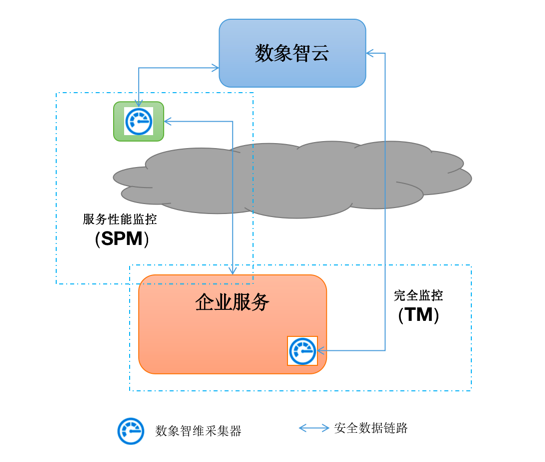 数象智云
服务性能监控
(SPM)
企业服务
完全监控
(TM)
数象智维采集器
安全数据链路